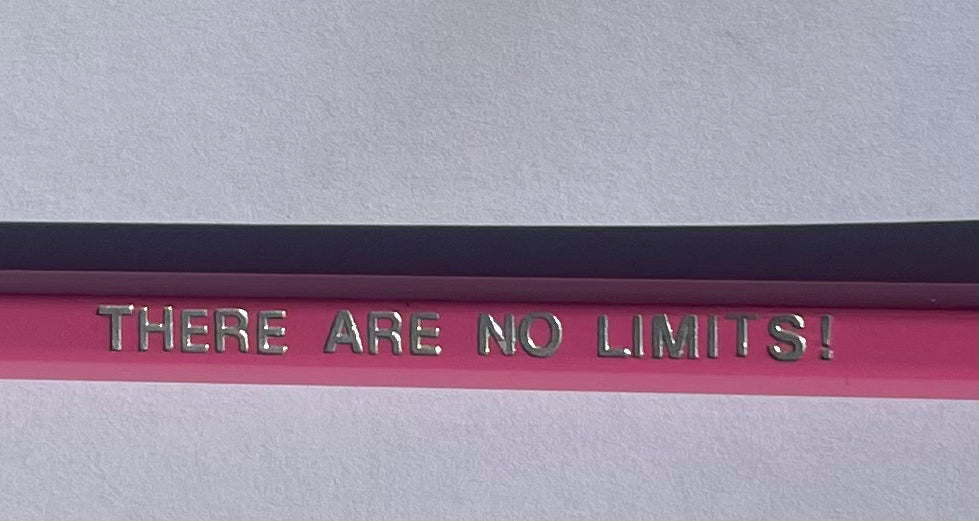 THERE ARE NO LIMITS!